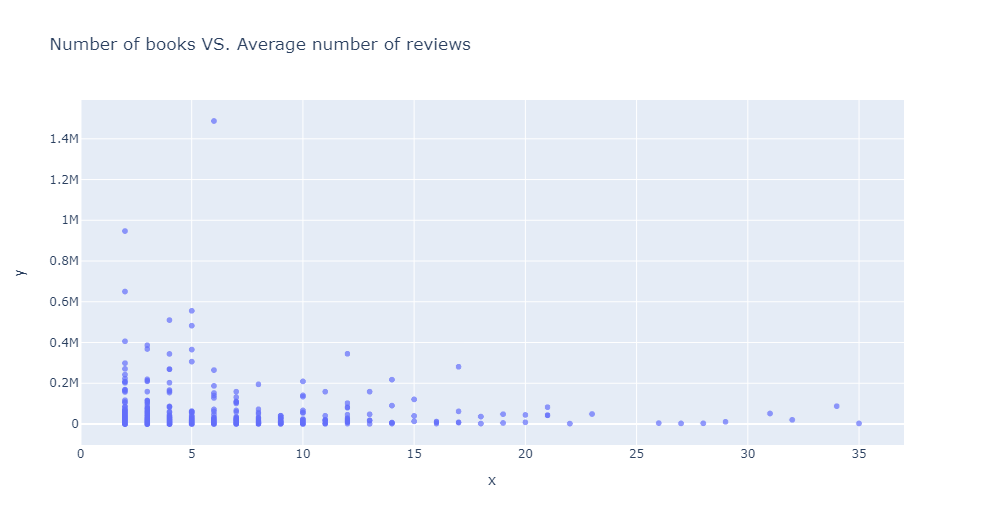 Number of books VS. Average number of reviews
1.4M
1.2M
1M
0.8M
0.6M
0.4M
0.2M
0
y
0 5 10 15 20 25 30 35
x